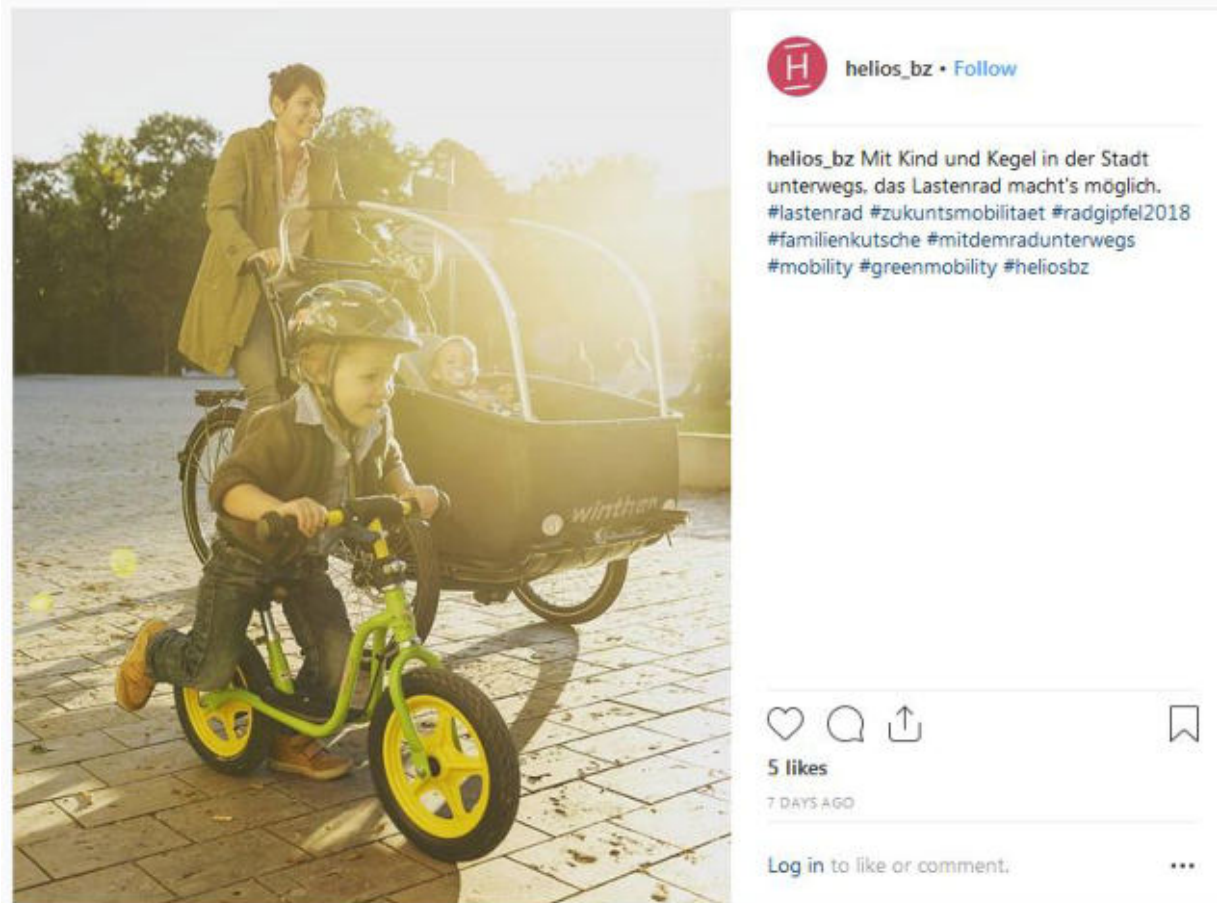 H
helios_bz • Follow
helios_bz Mit Kind und Kegel in der Stadt
unterwegs, das Lastenrad macht's möglich.
#lastenrad #zukuntsmobilitaet #radgipfel2018
#familienkutsche #mitdemradunterwegs
#mobility #greenmobility #heliosbz
winther
5 likes
7 DAYS AGO
Log in to like or comment.